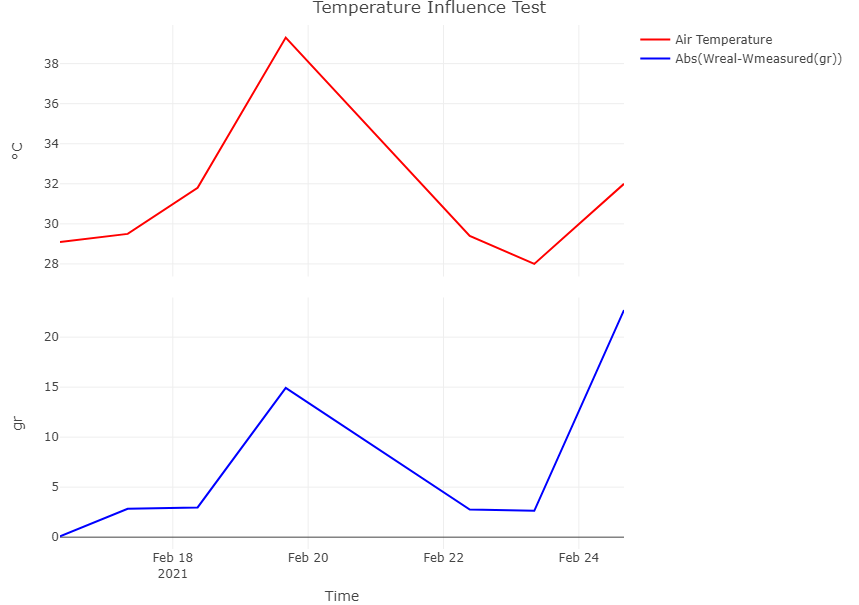 Temperature Influence Test
Air Temperature
Abs(Wreal-Wmeasured(gr))
°C
38
36
34
32
30
28
gr
20
15
10
5
0
Feb 18
2021
Feb 20
Feb 22
Feb 24
Time